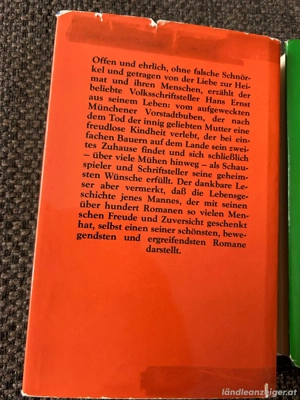 Offen und ehrlich, ohne falsche Schnör-
kel und getragen von der Liebe zur Hei-
mat und ihren Menschen, erzählt der
beliebte Volksschriftsteller Hans Ernst
aus seinem Leben: vom aufgeweckten
Münchener Vorstadtbuben, der nach
dem Tod der innig geliebten Mutter eine
freudlose Kindheit verlebt, der bei ein-
fachen Bauern auf dem Lande sein zwei-
tes Zuhause findet und sich schließlich
– über viele Mühen hinweg – als Schau-
spieler und Schriftsteller seine geheim-
sten Wünsche erfüllt. Der dankbare Le-
ser aber vermerkt, daß die Lebensge-
schichte jenes Mannes, der mit seinen
über hundert Romanen so vielen Men-
schen Freude und Zuversicht geschenkt
hat, selbst einen seiner schönsten, bewe-
gendsten und ergreifendsten Romane
darstellt.
ländleanzeiger.at